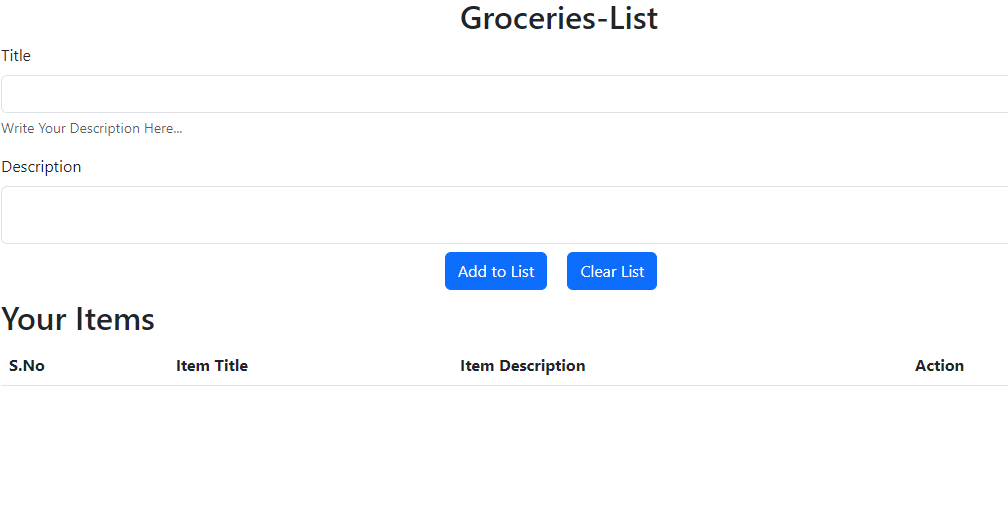 Groceries-List
Title
Write Your Description Here...
Description
Add to List Clear List
Your Items
S.No Item Title Item Description Action